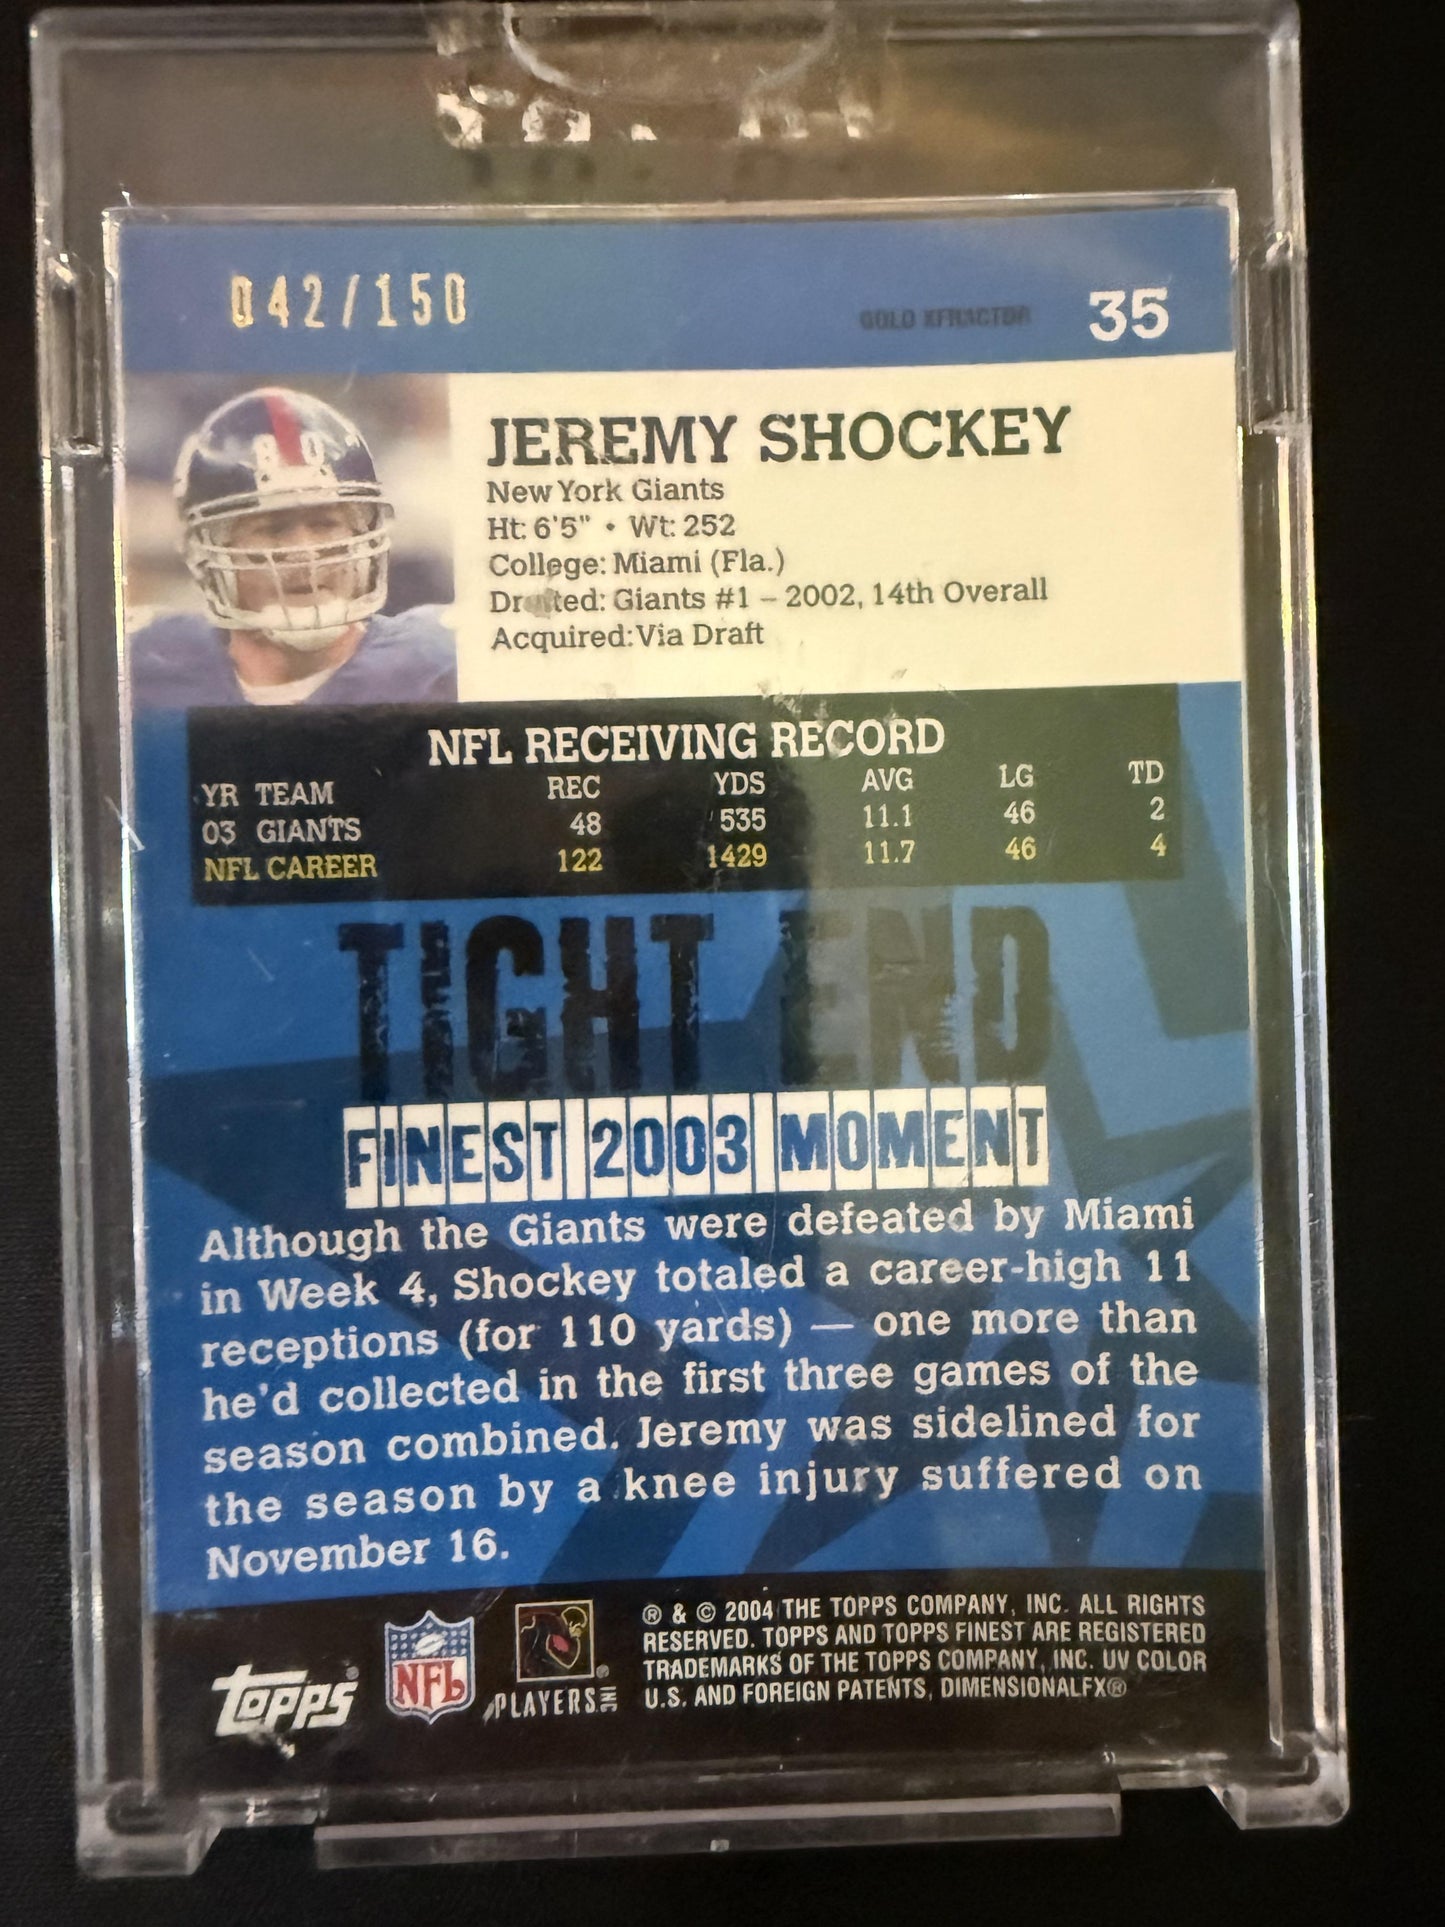 042/150
GOLD XFRACTOR 35
80
JEREMY SHOCKEY
New York Giants
Ht: 6'5" • Wt: 252
College: Miami (Fla.)
Drafted: Giants #1 – 2002, 14th Overall
Acquired: Via Draft
NFL RECEIVING RECORD
YR TEAM REC YDS AVG LG TD
03 GIANTS 48 535 11.1 46 2
NFL CAREER 122 1429 11.7 46 4
TIGHT END
FINEST 2003 MOMENT
Although the Giants were defeated by Miami
in Week 4, Shockey totaled a career-high 11
receptions (for 110 yards) — one more than
he'd collected in the first three games of the
season combined. Jeremy was sidelined for
the season by a knee injury suffered on
November 16.
® & © 2004 THE TOPPS COMPANY, INC. ALL RIGHTS
RESERVED. TOPPS AND TOPPS FINEST ARE REGISTERED
TRADEMARKS OF THE TOPPS COMPANY, INC. UV COLOR
U.S. AND FOREIGN PATENTS, DIMENSIONALFX®
topps®
NFL
PLAYERS INC